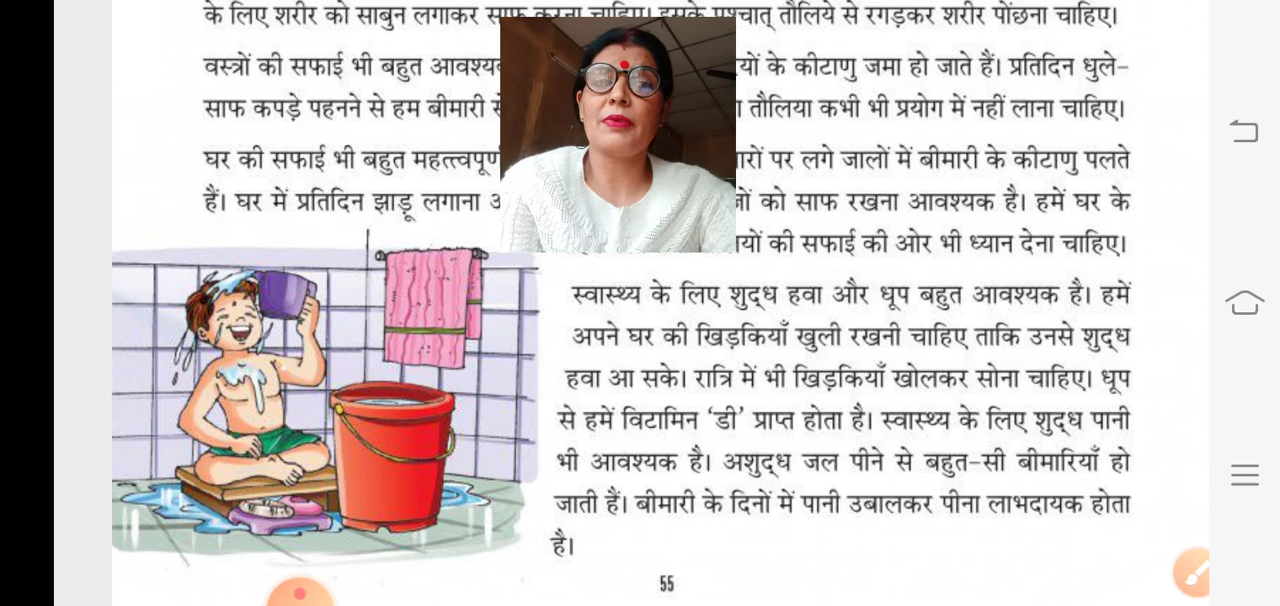 के लिए शरीर को साबुन लगाकर साफ करना चाहिए। इसके पश्चात् तौलिये से रगड़कर शरीर पोंछना चाहिए।
वस्त्रों की सफाई भी बहुत आवश्यक यों के कीटाणु जमा हो जाते हैं। प्रतिदिन धुले-
साफ कपड़े पहनने से हम बीमारी तौलिया कभी भी प्रयोग में नहीं लाना चाहिए।
घर की सफाई भी बहुत महत्त्वपूर्ण ारों पर लगे जालों में बीमारी के कीटाणु पलते
हैं। घर में प्रतिदिन झाड़ू लगाना को साफ रखना आवश्यक है। हमें घर के
यों की सफाई की ओर भी ध्यान देना चाहिए।
स्वास्थ्य के लिए शुद्ध हवा और धूप बहुत आवश्यक है। हमें
अपने घर की खिड़कियाँ खुली रखनी चाहिए ताकि उनसे शुद्ध
हवा आ सके। रात्रि में भी खिड़कियाँ खोलकर सोना चाहिए। धूप
से हमें विटामिन ‘डी’ प्राप्त होता है। स्वास्थ्य के लिए शुद्ध पानी
भी आवश्यक है। अशुद्ध जल पीने से बहुत-सी बीमारियाँ हो
जाती हैं। बीमारी के दिनों में पानी उबालकर पीना लाभदायक होता
है।
55